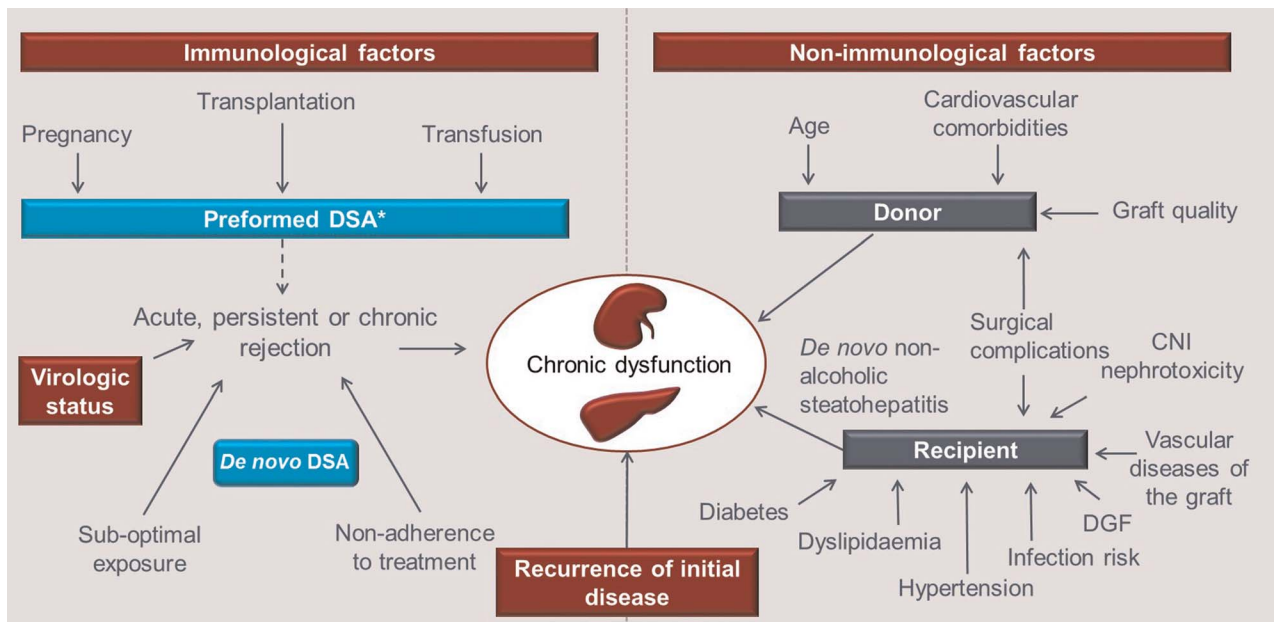 Immunological factors
Transplantation
Pregnancy
Transfusion
Preformed DSA*
Acute, persistent or chronic
rejection
Virologic
status
De novo DSA
Sub-optimal
exposure
Non-adherence
to treatment
Chronic dysfunction
Recurrence of initial
disease
Non-immunological factors
Age
Cardiovascular
comorbidities
Donor
Graft quality
Surgical
complications
De novo non-
alcoholic
steatohepatitis
CNI
nephrotoxicity
Recipient
Vascular
diseases of
the graft
Diabetes
Dyslipidaemia
Hypertension
Infection risk
DGF